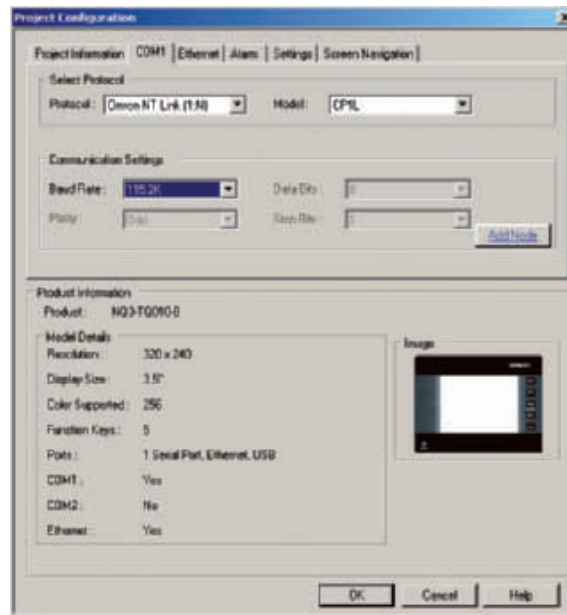 Project Configuration
Project Information COM1 Ethernet Alarm Settings Screen Navigation
Select Protocol
Protocol : Omron NT Link (1:N) Model : CP1L
Communication Settings
Baud Rate : 115.2K Data Bits :
Parity : Stop Bits :
Add Node
Product Information
Product : NQ3-TQ010-B
Model Details
Image
Resolution : 320 x 240
Display Size : 3.5"
Color Supported : 256
Function Keys : 5
Ports : 1 Serial Port, Ethernet, USB
COM1 : Yes
COM2 : No
Ethernet : Yes
OK Cancel Help